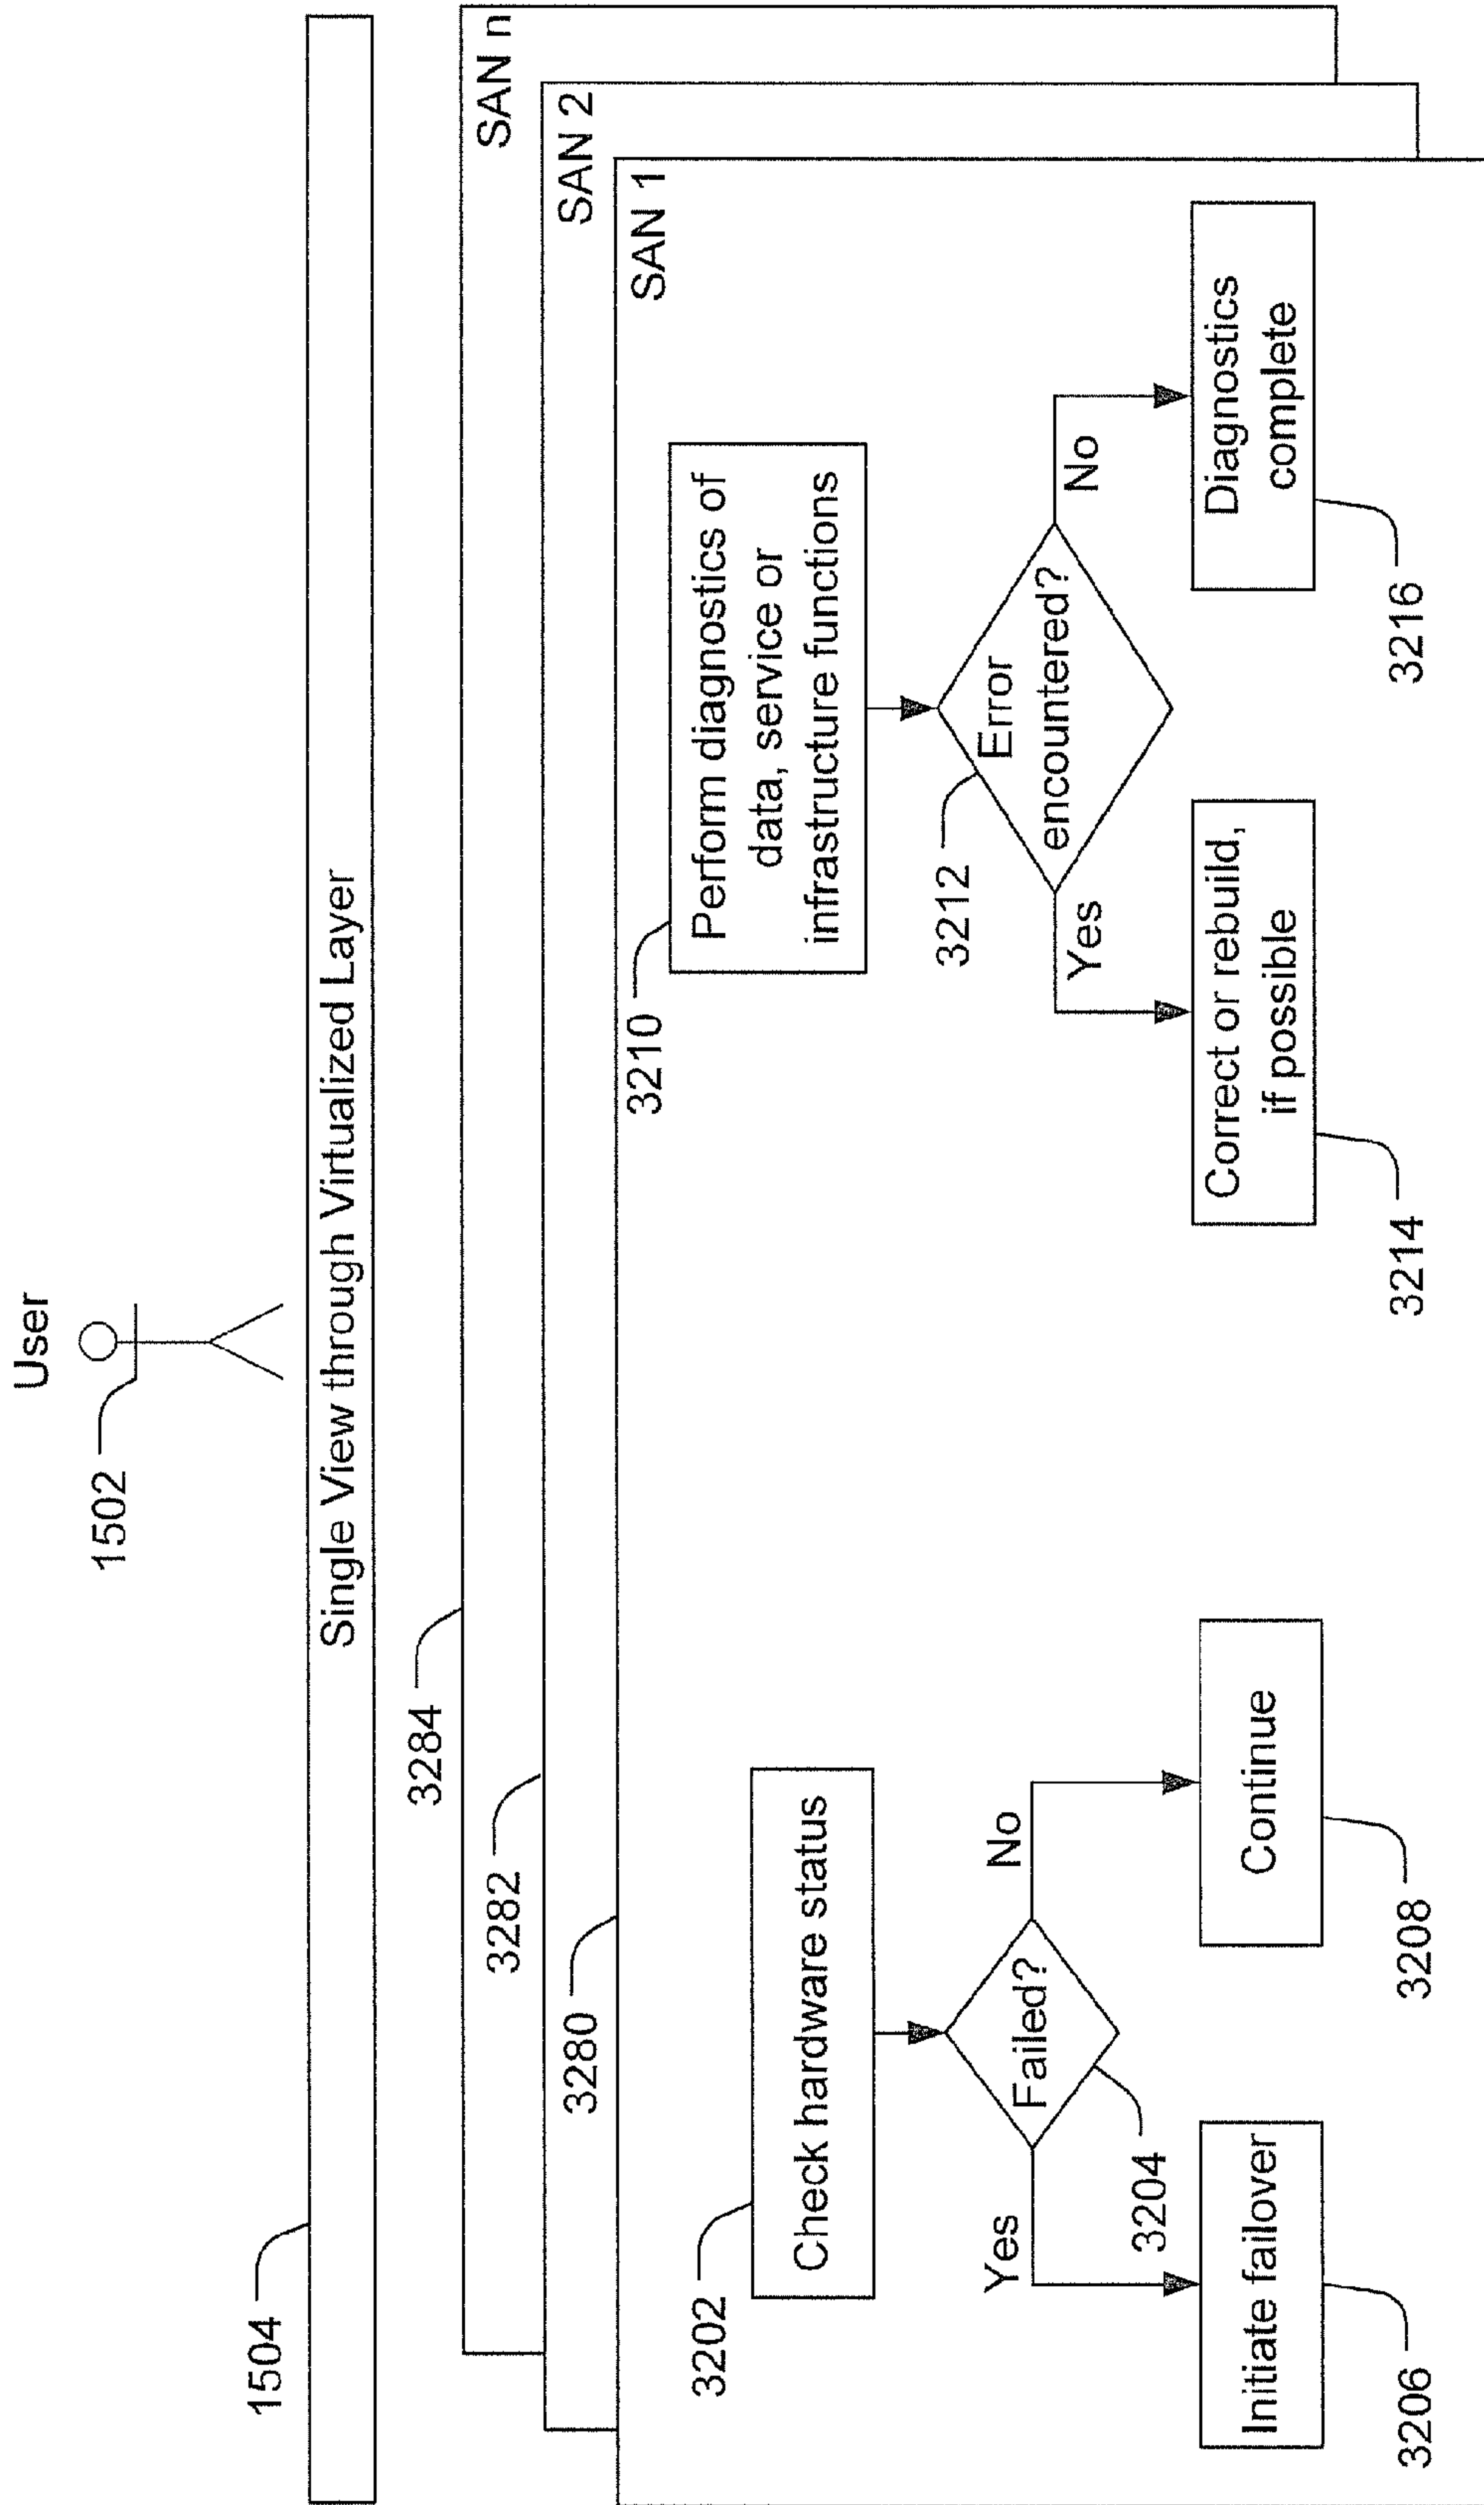 User
1502
1504
Single View through Virtualized Layer
3284
SAN n
3282
SAN 2
3280
SAN 1
3202
Check hardware status
Failed?
3204
Yes
No
Initiate failover
3206
Continue
3208
3210
Perform diagnostics of
data, service or
infrastructure functions
3212
Error
encountered?
Yes
No
Correct or rebuild,
if possible
3214
Diagnostics
complete
3216